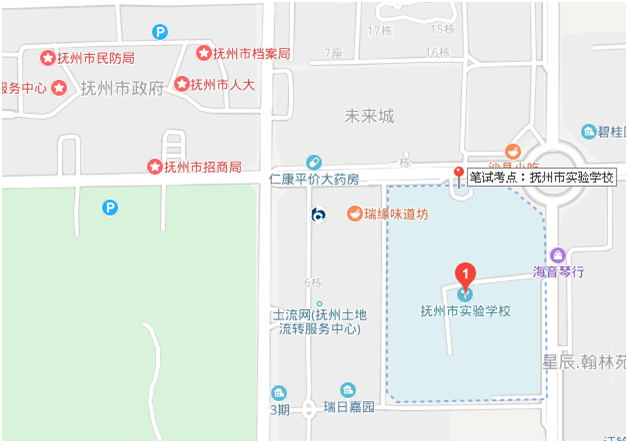 17栋
15栋
抚州市民防局
抚州市档案局
7座
16栋
服务中心
抚州市政府
抚州市人大
未来城
碧桂
抚州市招商局
一栋
沙县小吃
仁康平价大药房
笔试考点：抚州市实验学校
瑞缘味道坊
海音琴行
6栋
1
抚州市实验学校
土流网(抚州土地
流转服务中心)
星辰.翰林苑
3期
瑞日嘉园